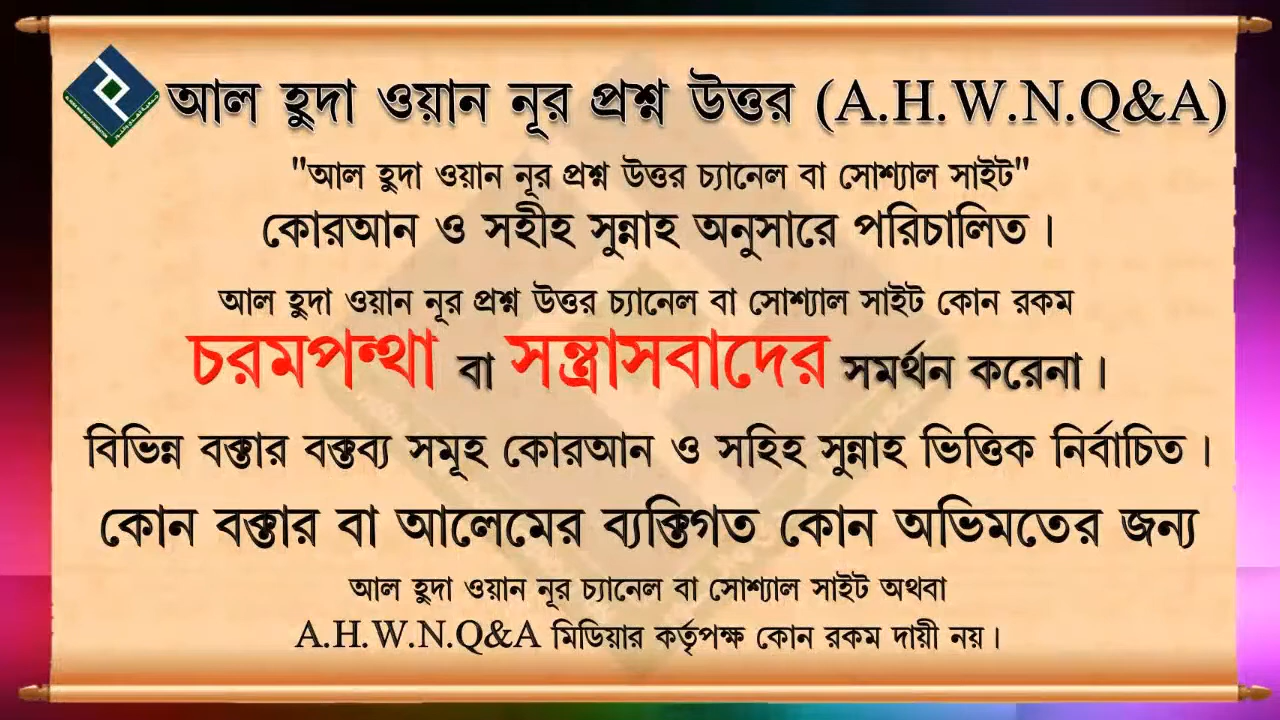 আল হুদা ওয়ান নূর প্রশ্ন উত্তর (A.H.W.N.Q&A)
"আল হুদা ওয়ান নূর প্রশ্ন উত্তর চ্যানেল বা সোশ্যাল সাইট"
কোরআন ও সহীহ সুন্নাহ অনুসারে পরিচালিত।
আল হুদা ওয়ান নূর প্রশ্ন উত্তর চ্যানেল বা সোশ্যাল সাইট কোন রকম
চরমপন্থা বা সন্ত্রাসবাদের সমর্থন করেনা।
বিভিন্ন বক্তার বক্তব্য সমূহ কোরআন ও সহিহ সুন্নাহ ভিত্তিক নির্বাচিত।
কোন বক্তার বা আলেমের ব্যক্তিগত কোন অভিমতের জন্য
আল হুদা ওয়ান নূর চ্যানেল বা সোশ্যাল সাইট অথবা
A.H.W.N.Q&A মিডিয়ার কর্তৃপক্ষ কোন রকম দায়ী নয়।